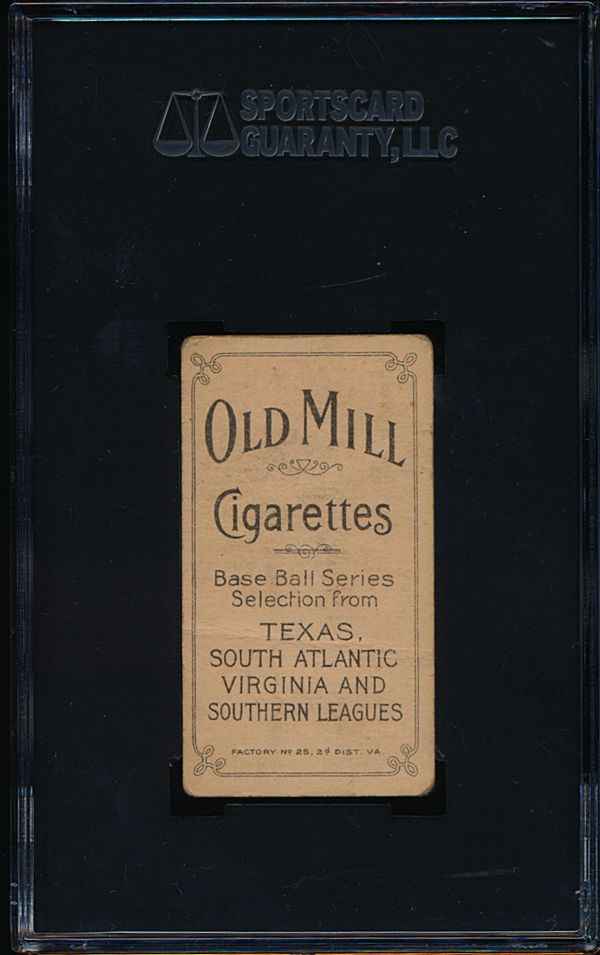 SPORTSCARD
GUARANTY, LLC
OLD MILL
Cigarettes
Base Ball Series
Selection from
TEXAS,
SOUTH ATLANTIC
VIRGINIA AND
SOUTHERN LEAGUES
FACTORY Nº 25, 2d DIST. VA.